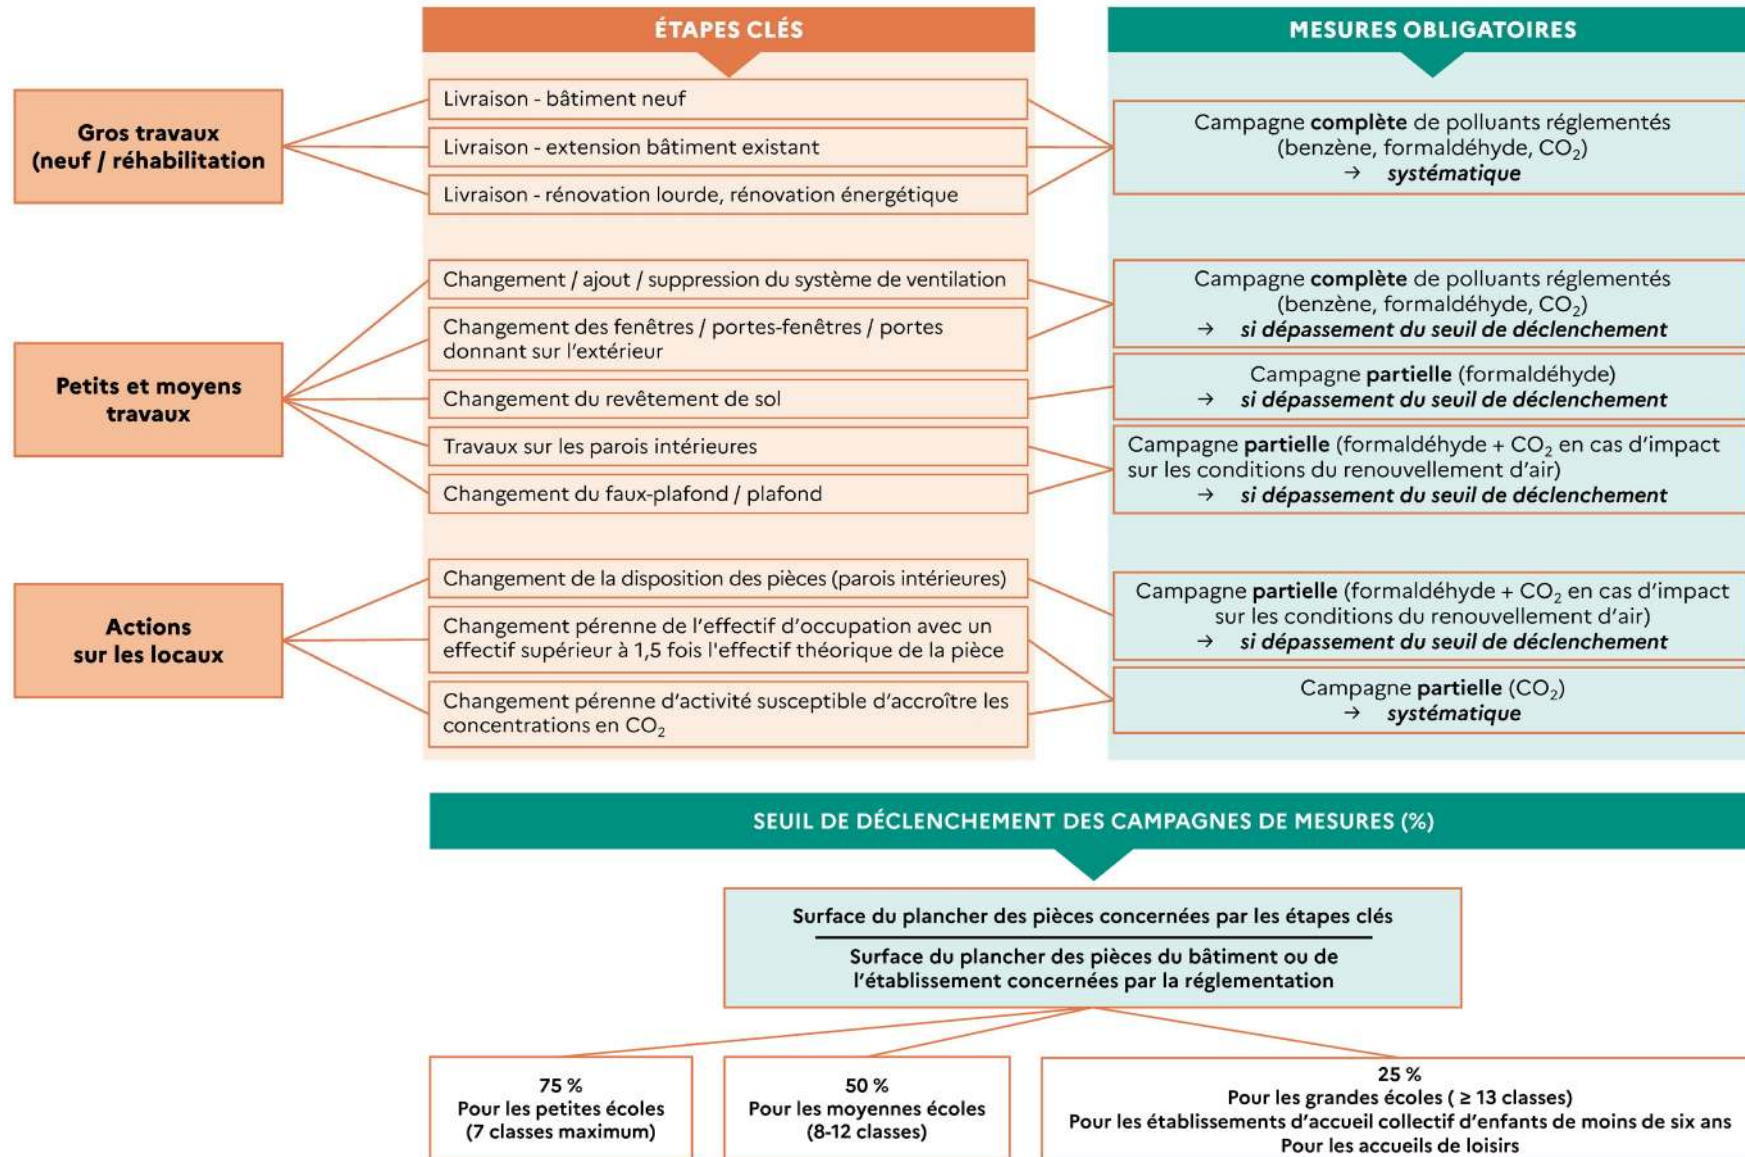 ÉTAPES CLÉS
MESURES OBLIGATOIRES
Gros travaux
(neuf / réhabilitation
Livraison - bâtiment neuf
Livraison - extension bâtiment existant
Livraison - rénovation lourde, rénovation énergétique
Campagne complète de polluants réglementés
(benzène, formaldéhyde, CO₂)
→ systématique
Petits et moyens
travaux
Changement / ajout / suppression du système de ventilation
Changement des fenêtres / portes-fenêtres / portes
donnant sur l'extérieur
Changement du revêtement de sol
Travaux sur les parois intérieures
Changement du faux-plafond / plafond
Campagne complète de polluants réglementés
(benzène, formaldéhyde, CO₂)
→ si dépassement du seuil de déclenchement
Campagne partielle (formaldéhyde)
→ si dépassement du seuil de déclenchement
Campagne partielle (formaldéhyde + CO₂ en cas d'impact
sur les conditions du renouvellement d'air)
→ si dépassement du seuil de déclenchement
Actions
sur les locaux
Changement de la disposition des pièces (parois intérieures)
Changement pérenne de l'effectif d'occupation avec un
effectif supérieur à 1,5 fois l'effectif théorique de la pièce
Changement pérenne d'activité susceptible d'accroître les
concentrations en CO₂
Campagne partielle (formaldéhyde + CO₂ en cas d'impact
sur les conditions du renouvellement d'air)
→ si dépassement du seuil de déclenchement
Campagne partielle (CO₂)
→ systématique
SEUIL DE DÉCLENCHEMENT DES CAMPAGNES DE MESURES (%)
Surface du plancher des pièces concernées par les étapes clés
Surface du plancher des pièces du bâtiment ou de
l'établissement concernées par la réglementation
75 %
Pour les petites écoles
(7 classes maximum)
50 %
Pour les moyennes écoles
(8-12 classes)
25 %
Pour les grandes écoles ( ≥ 13 classes)
Pour les établissements d'accueil collectif d'enfants de moins de six ans
Pour les accueils de loisirs